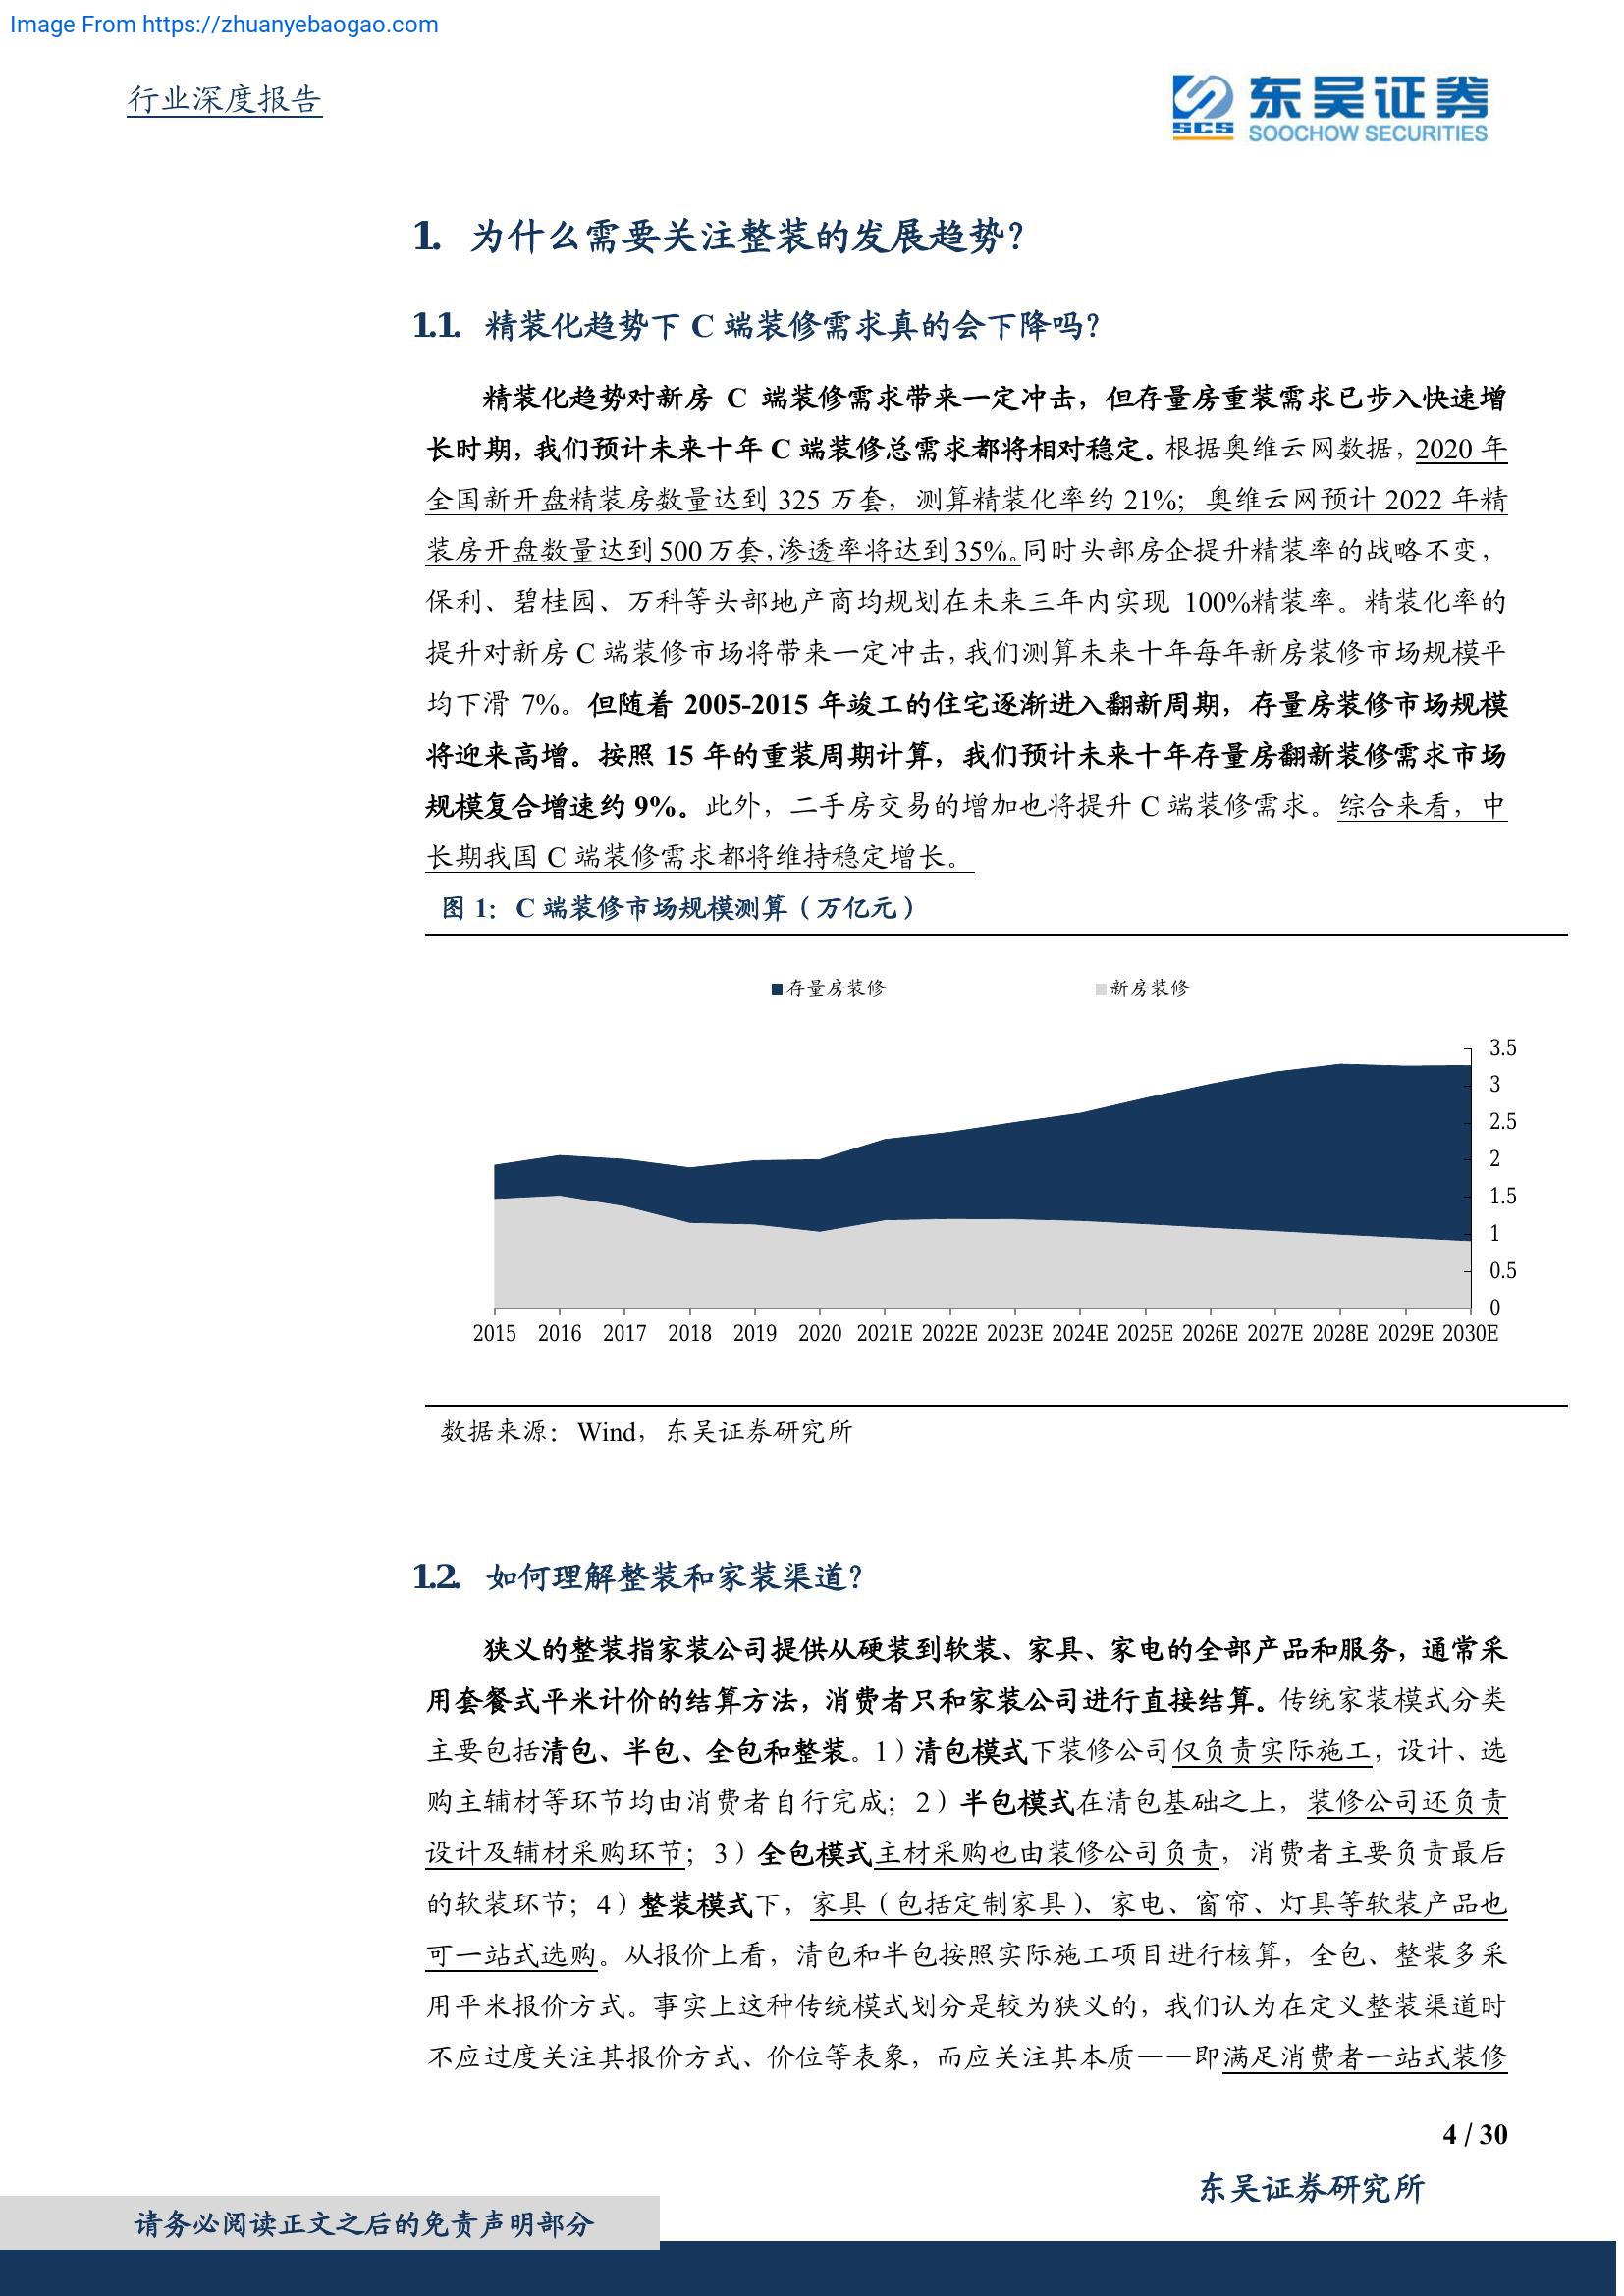 Image From https://zhuanyebaogao.com
行业深度报告
SCS
东吴证券
SOOCHOW SECURITIES
1. 为什么需要关注整装的发展趋势？
1.1. 精装化趋势下 C 端装修需求真的会下降吗？
精装化趋势对新房 C 端装修需求带来一定冲击，但存量房重装需求已步入快速增
长时期，我们预计未来十年 C 端装修总需求都将相对稳定。根据奥维云网数据，2020 年
全国新开盘精装房数量达到 325 万套，测算精装化率约 21%；奥维云网预计 2022 年精
装房开盘数量达到 500 万套，渗透率将达到 35%。同时头部房企提升精装率的战略不变，
保利、碧桂园、万科等头部地产商均规划在未来三年内实现 100%精装率。精装化率的
提升对新房 C 端装修市场将带来一定冲击，我们测算未来十年每年新房装修市场规模平
均下滑 7%。但随着 2005-2015 年竣工的住宅逐渐进入翻新周期，存量房装修市场规模
将迎来高增。按照 15 年的重装周期计算，我们预计未来十年存量房翻新装修需求市场
规模复合增速约 9%。此外，二手房交易的增加也将提升 C 端装修需求。综合来看，中
长期我国 C 端装修需求都将维持稳定增长。
图 1：C 端装修市场规模测算（万亿元）
存量房装修 新房装修
3.5
3
2.5
2
1.5
1
0.5
0
2015 2016 2017 2018 2019 2020 2021E 2022E 2023E 2024E 2025E 2026E 2027E 2028E 2029E 2030E
数据来源：Wind，东吴证券研究所
1.2. 如何理解整装和家装渠道？
狭义的整装指家装公司提供从硬装到软装、家具、家电的全部产品和服务，通常采
用套餐式平米计价的结算方法，消费者只和家装公司进行直接结算。传统家装模式分类
主要包括清包、半包、全包和整装。1）清包模式下装修公司仅负责实际施工，设计、选
购主辅材等环节均由消费者自行完成；2）半包模式在清包基础之上，装修公司还负责
设计及辅材采购环节；3）全包模式主材采购也由装修公司负责，消费者主要负责最后
的软装环节；4）整装模式下，家具（包括定制家具）、家电、窗帘、灯具等软装产品也
可一站式选购。从报价上看，清包和半包按照实际施工项目进行核算，全包、整装多采
用平米报价方式。事实上这种传统模式划分是较为狭义的，我们认为在定义整装渠道时
不应过度关注其报价方式、价位等表象，而应关注其本质——即满足消费者一站式装修
4 / 30
东吴证券研究所
请务必阅读正文之后的免责声明部分